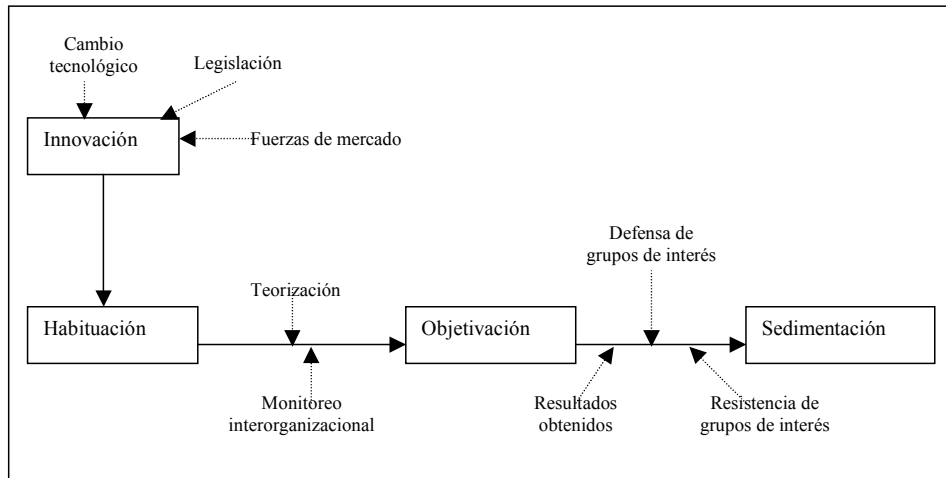 Cambio
tecnológico
Legislación
Innovación
Fuerzas de mercado
Defensa de
grupos de interés
Teorización
Habituación
Objetivación
Sedimentación
Monitoreo
interorganizacional
Resultados
obtenidos
Resistencia de
grupos de interés